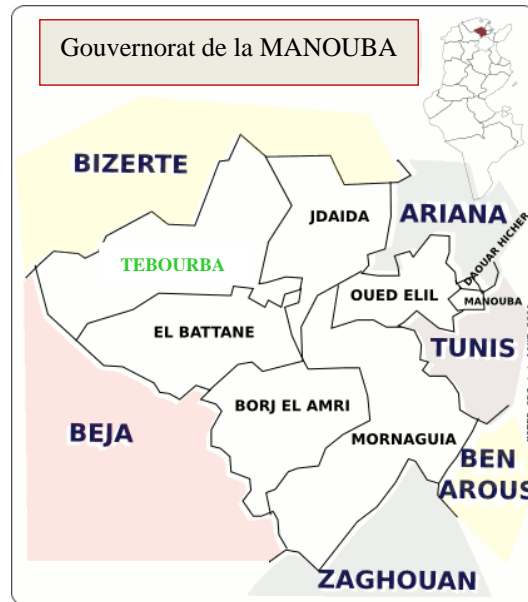 Gouvernorat de la MANOUBA
BIZERTE
JDAIDA
ARIANA
DAOUAR HICHER
TEBOURBA
OUED ELIL
MANOUBA
EL BATTANE
TUNIS
BORJ EL AMRI
BEJA
MORNAGUIA
BEN
AROUS
ZAGHOUAN